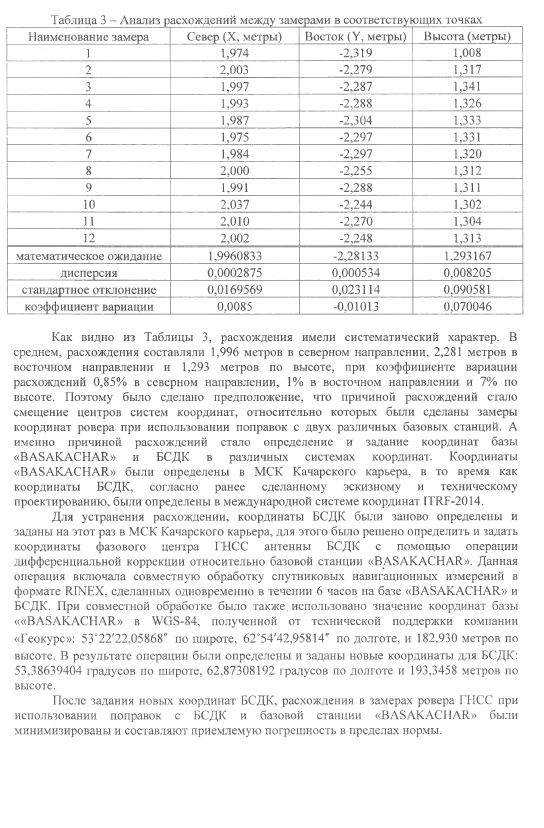 Таблица 3 – Анализ расхождений между замерами в соответствующих точках
Наименование замера Север (X, метры) Восток (Y, метры) Высота (метры)
1 1,974 -2,319 1,008
2 2,003 -2,279 1,317
3 1,997 -2,287 1,341
4 1,993 -2,288 1,326
5 1,987 -2,304 1,333
6 1,975 -2,297 1,331
7 1,984 -2,297 1,320
8 2,000 -2,255 1,312
9 1,991 -2,288 1,311
10 2,037 -2,244 1,302
11 2,010 -2,270 1,304
12 2,002 -2,248 1,313
математическое ожидание 1,9960833 -2,28133 1,293167
дисперсия 0,0002875 0,000534 0,008205
стандартное отклонение 0,0169569 0,023114 0,090581
коэффициент вариации 0,0085 -0,01013 0,070046
Как видно из Таблицы 3, расхождения имели систематический характер. В
среднем, расхождения составляли 1,996 метров в северном направлении, 2,281 метров в
восточном направлении и 1,293 метров по высоте, при коэффициенте вариации
расхождений 0,85% в северном направлении, 1% в восточном направлении и 7% по
высоте. Поэтому было сделано предположение, что причиной расхождений стало
смещение центров систем координат, относительно которых были сделаны замеры
координат ровера при использовании поправок с двух различных базовых станций. А
именно причиной расхождений стало определение и задание координат базы
«BASAKACHAR» и БСДК в различных системах координат. Координаты
«BASAKACHAR» были определены в МСК Качарского карьера, в то время как
координаты БСДК, согласно ранее сделанному эскизному и техническому
проектированию, были определены в международной системе координат ITRF-2014.
Для устранения расхождении, координаты БСДК были заново определены и
заданы на этот раз в МСК Качарского карьера, для этого было решено определить и задать
координаты фазового центра ГНСС антенны БСДК с помощью операции
дифференциальной коррекции относительно базовой станции «BASAKACHAR». Данная
операция включала совместную обработку спутниковых навигационных измерений в
формате RINEX, сделанных одновременно в течении 6 часов на базе «BASAKACHAR» и
БСДК. При совместной обработке было также использовано значение координат базы
««BASAKACHAR» в WGS-84, полученной от технической поддержки компании
«Геокурс»: 53°22′22,05868″ по широте, 62°54′42,95814″ по долготе, и 182,930 метров по
высоте. В результате операции были определены и заданы новые координаты для БСДК:
53,38639404 градусов по широте, 62,87308192 градусов по долготе и 193,3458 метров по
высоте.
После задания новых координат БСДК, расхождения в замерах ровера ГНСС при
использовании поправок с БСДК и базовой станции «BASAKACHAR» были
минимизированы и составляют приемлемую погрешность в пределах нормы.